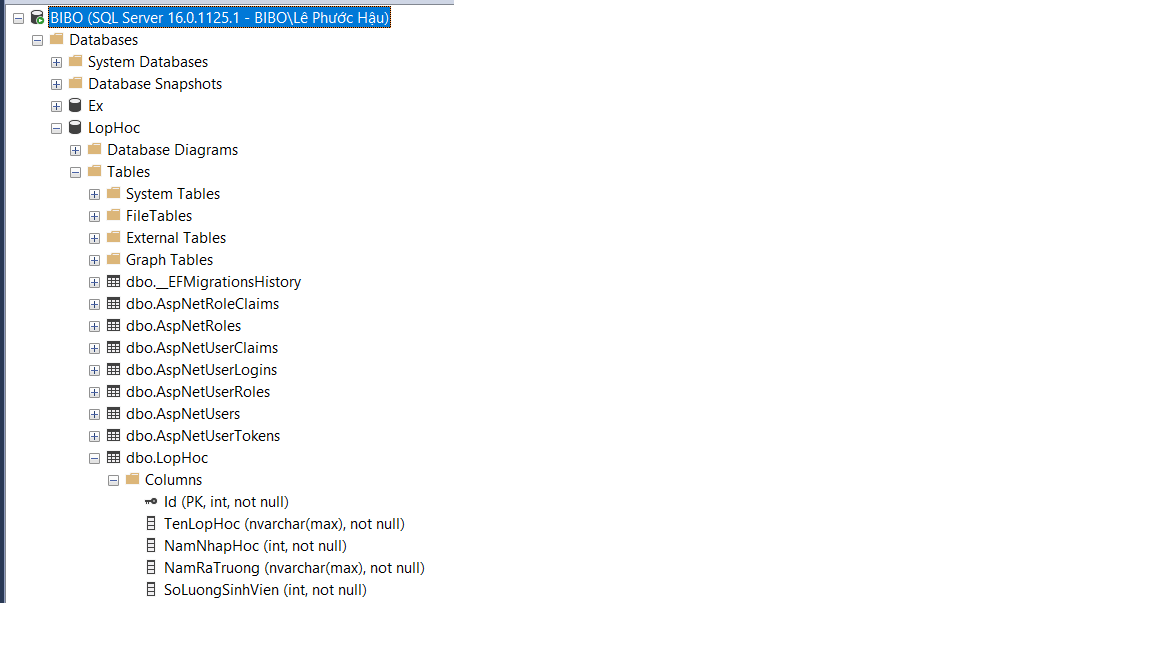 BIBO (SQL Server 16.0.1125.1 - BIBO\Lê Phước Hậu)
Databases
System Databases
Database Snapshots
Ex
LopHoc
Database Diagrams
Tables
System Tables
FileTables
External Tables
Graph Tables
dbo.__EFMigrationsHistory
dbo.AspNetRoleClaims
dbo.AspNetRoles
dbo.AspNetUserClaims
dbo.AspNetUserLogins
dbo.AspNetUserRoles
dbo.AspNetUsers
dbo.AspNetUserTokens
dbo.LopHoc
Columns
Id (PK, int, not null)
TenLopHoc (nvarchar(max), not null)
NamNhapHoc (int, not null)
NamRaTruong (nvarchar(max), not null)
SoLuongSinhVien (int, not null)